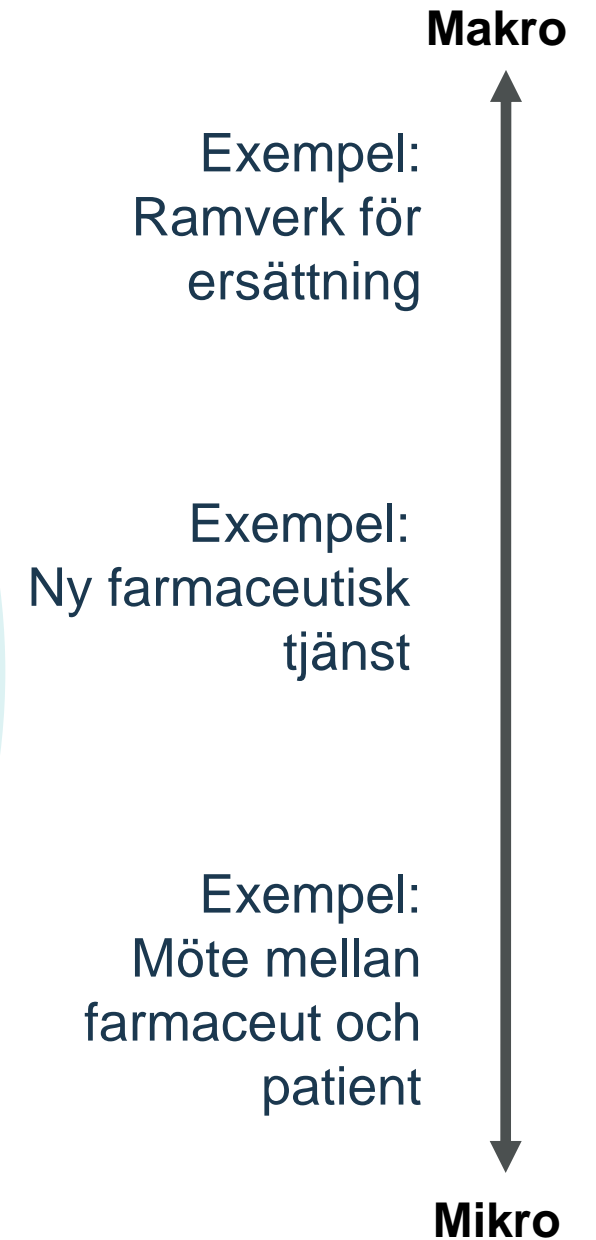 Makro
Exempel:
Ramverk för
ersättning
Exempel:
Ny farmaceutisk
tjänst
Exempel:
Möte mellan
farmaceut och
patient
Mikro